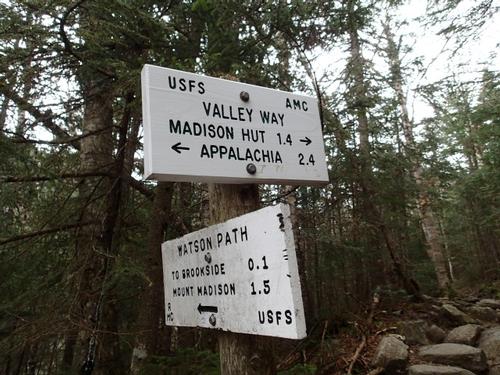 USFS AMC
VALLEY WAY
MADISON HUT 1.4 →
← APPALACHIA 2.4
WATSON PATH
TO BROOKSIDE 0.1
MOUNT MADISON 1.5
←
R
MC USFS